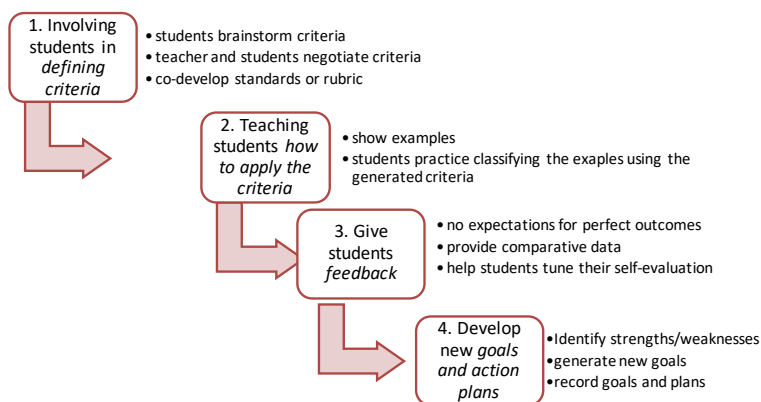 1. Involving
students in
defining
criteria
•students brainstorm criteria
•teacher and students negotiate criteria
•co-develop standards or rubric
2. Teaching
students how
to apply the
criteria
•show examples
•students practice classifying the exaples using the
generated criteria
3. Give
students
feedback
•no expectations for perfect outcomes
•provide comparative data
•help students tune their self-evaluation
4. Develop
new goals
and action
plans
•Identify strengths/weaknesses
•generate new goals
•record goals and plans